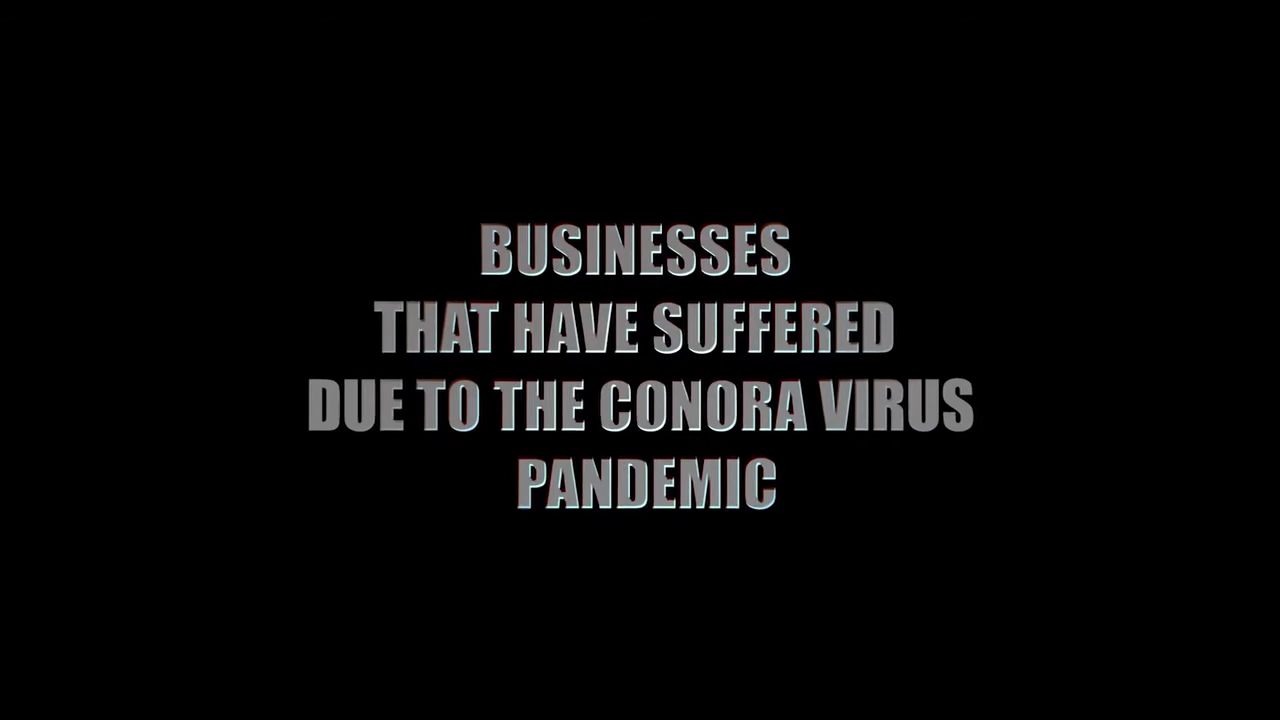 BUSINESSES
THAT HAVE SUFFERED
DUE TO THE CONORA VIRUS
PANDEMIC